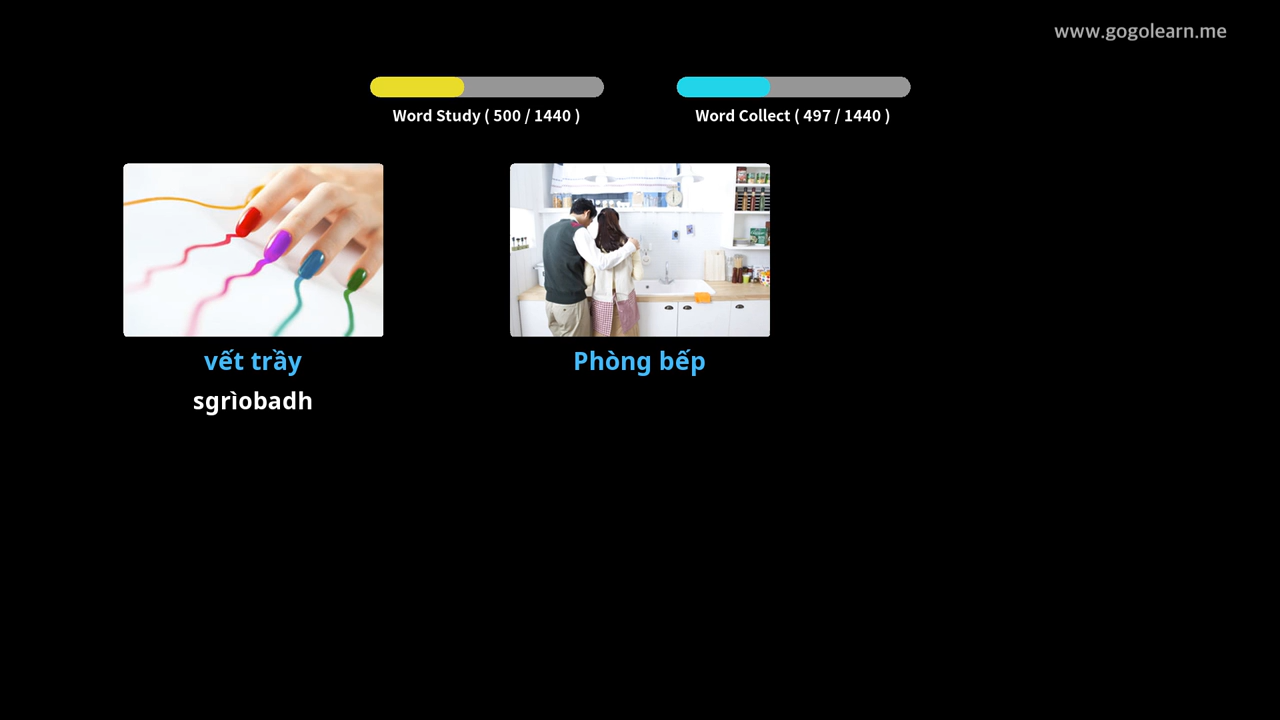 www.gogolearn.me
Word Study ( 500 / 1440 )
Word Collect ( 497 / 1440 )
vết trầy
sgrìobadh
Phòng bếp